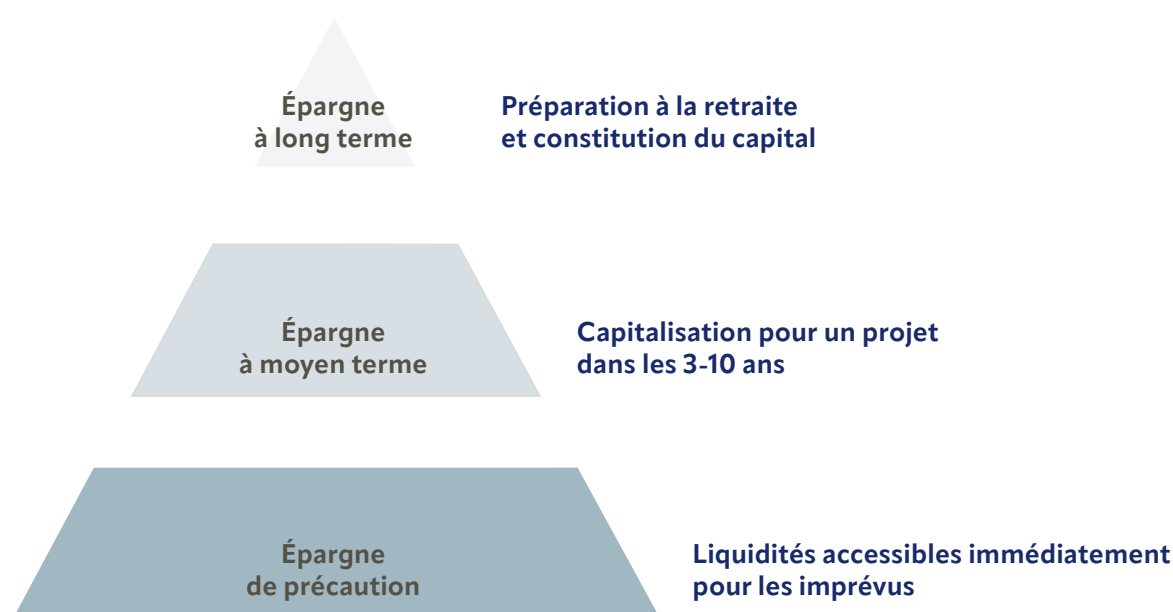 Épargne
à long terme
Préparation à la retraite
et constitution du capital
Épargne
à moyen terme
Capitalisation pour un projet
dans les 3-10 ans
Épargne
de précaution
Liquidités accessibles immédiatement
pour les imprévus